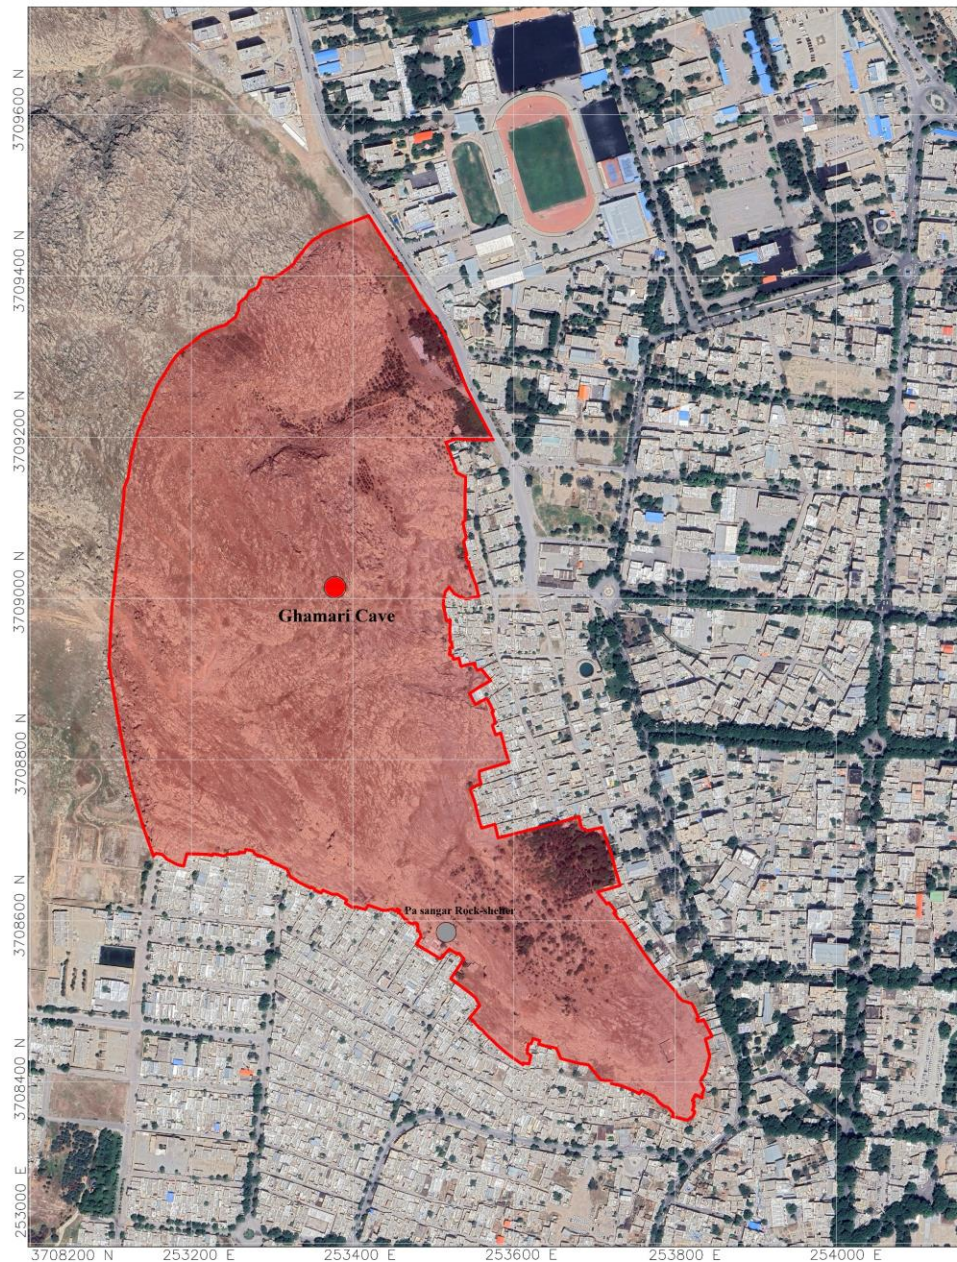 3709600 N
3709400 N
3709200 N
3709000 N
Ghamari Cave
3708800 N
3708600 N
Pa sangar Rock-shelter
3708400 N
253000 E
3708200 N
253200 E
253400 E
253600 E
253800 E
254000 E